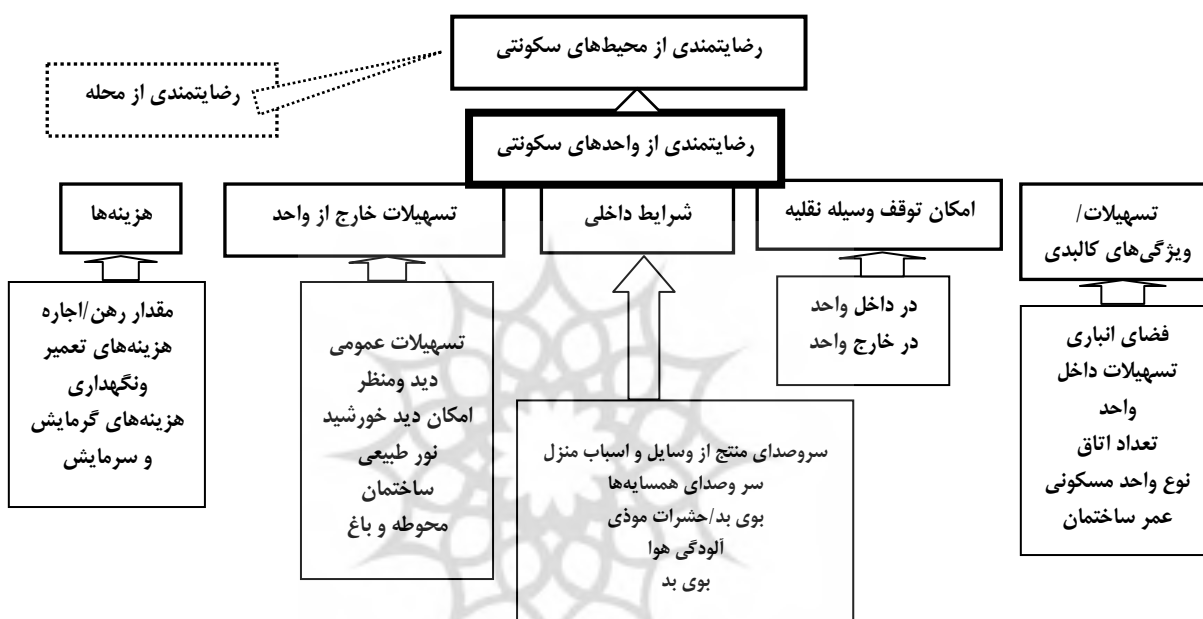 رضایتمندی از محیط‌های سکونتی
رضایتمندی از محله
رضایتمندی از واحدهای سکونتی
تسهیلات/
ویژگی‌های کالبدی
فضای انباری
تسهیلات داخل
واحد
تعداد اتاق
نوع واحد مسکونی
عمر ساختمان
امکان توقف وسیله نقلیه
در داخل واحد
در خارج واحد
شرایط داخلی
سروصدای منتج از وسایل و اسباب منزل
سر وصدای همسایه‌ها
بوی بد/حشرات موذی
آلودگی هوا
بوی بد
تسهیلات خارج از واحد
تسهیلات عمومی
دید ومنظر
امکان دید خورشید
نور طبیعی
ساختمان
محوطه و باغ
هزینه‌ها
مقدار رهن/اجاره
هزینه‌های تعمیر
ونگهداری
هزینه‌های گرمایش
و سرمایش